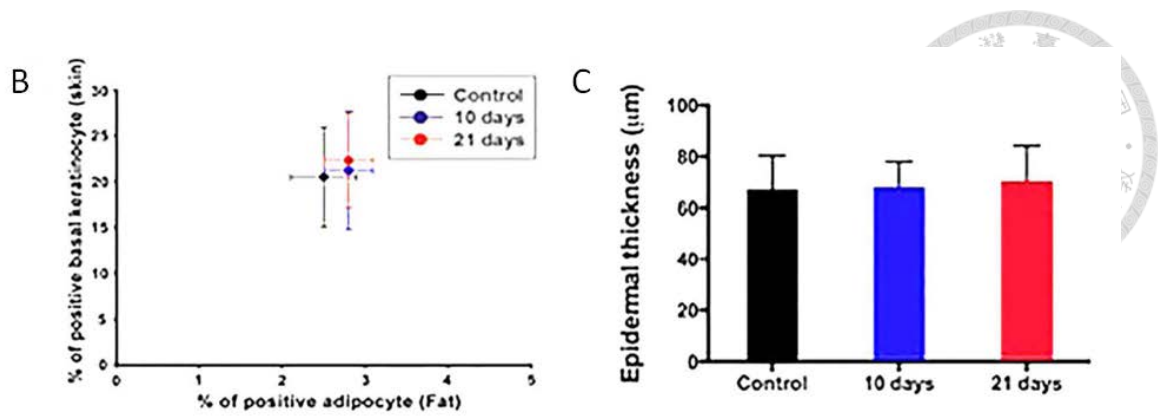 B
% of positive basal keratinocyte (skin)
30
25
20
15
10
5
0
0 1 2 3 4 5
% of positive adipocyte (Fat)
Control
10 days
21 days
C
Epidermal thickness (μm)
100
80
60
40
20
0
Control 10 days 21 days